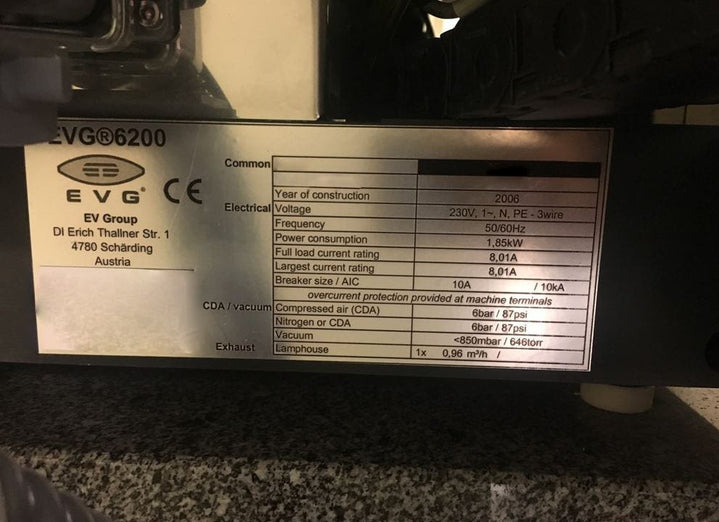 EVG®6200
EVG®
CE
EV Group
DI Erich Thallner Str. 1
4780 Schärding
Austria
Common
Year of construction 2006
Electrical Voltage 230V, 1~, N, PE - 3wire
Frequency 50/60Hz
Power consumption 1,85kW
Full load current rating 8,01A
Largest current rating 8,01A
Breaker size / AIC 10A / 10kA
overcurrent protection provided at machine terminals
CDA / vacuum Compressed air (CDA) 6bar / 87psi
Nitrogen or CDA 6bar / 87psi
Vacuum <850mbar / 646torr
Exhaust Lamphouse 1x 0,96 m³/h /